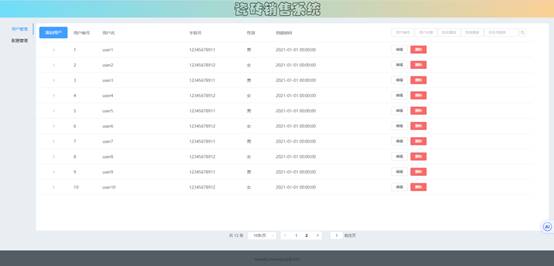 瓷砖销售系统
用户管理
权限管理
添加用户 用户编号 用户名 手机号 性别 创建时间
1 user1 12345678911 男 2021-01-01 00:00:00 编辑 删除
2 user2 12345678912 女 2021-01-01 00:00:00 编辑 删除
3 user3 12345678911 男 2021-01-01 00:00:00 编辑 删除
4 user4 12345678912 女 2021-01-01 00:00:00 编辑 删除
5 user5 12345678911 男 2021-01-01 00:00:00 编辑 删除
6 user6 12345678912 女 2021-01-01 00:00:00 编辑 删除
7 user7 12345678911 男 2021-01-01 00:00:00 编辑 删除
8 user8 12345678912 女 2021-01-01 00:00:00 编辑 删除
9 user9 12345678911 男 2021-01-01 00:00:00 编辑 删除
10 user10 12345678912 女 2021-01-01 00:00:00 编辑 删除
共 12 条 10条/页 1 2 1 跳转页